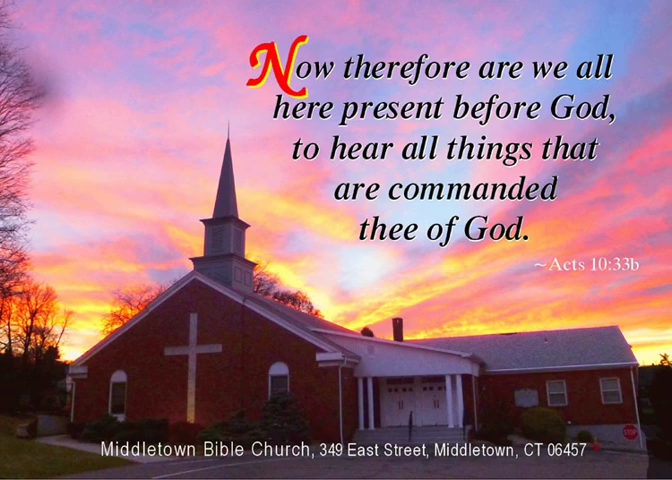 Now therefore are we all
here present before God,
to hear all things that
are commanded
thee of God.
~Acts 10:33b
STOP
Middletown Bible Church, 349 East Street, Middletown, CT 06457